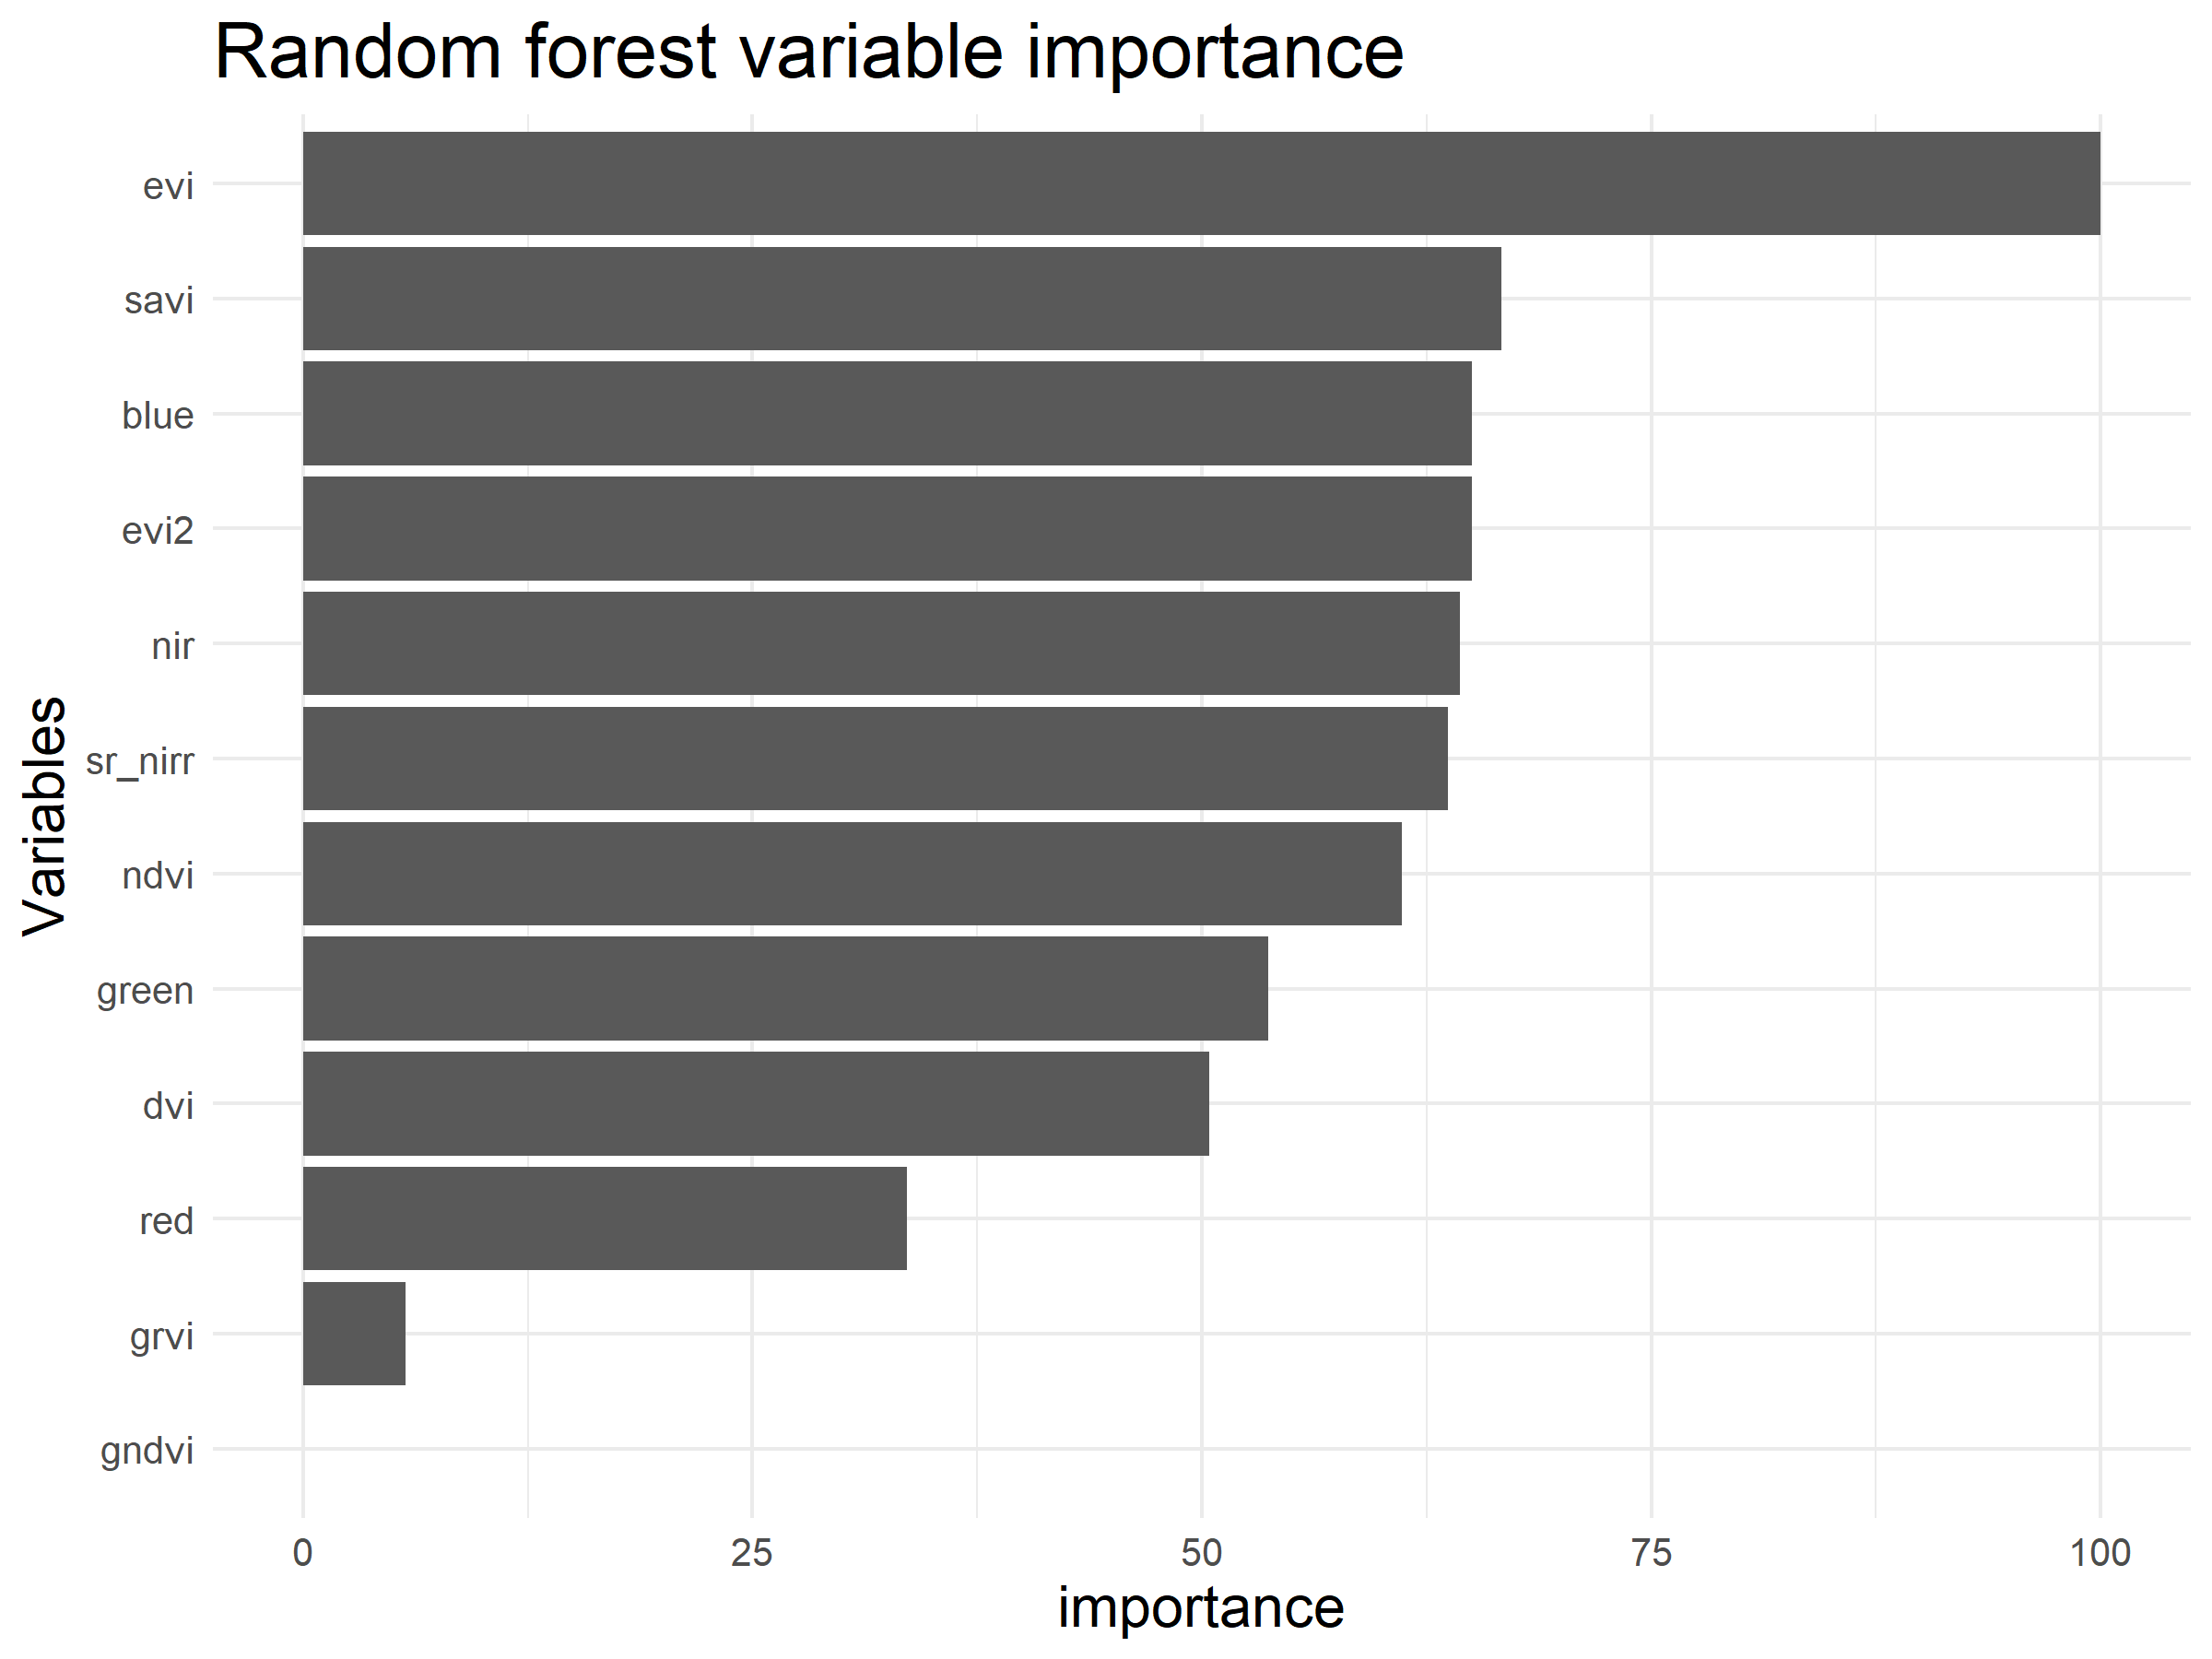 Random forest variable importance
evi
savi
blue
evi2
nir
sr_nirr
ndvi
green
dvi
red
grvi
gndvi
Variables
0 25 50 75 100
importance